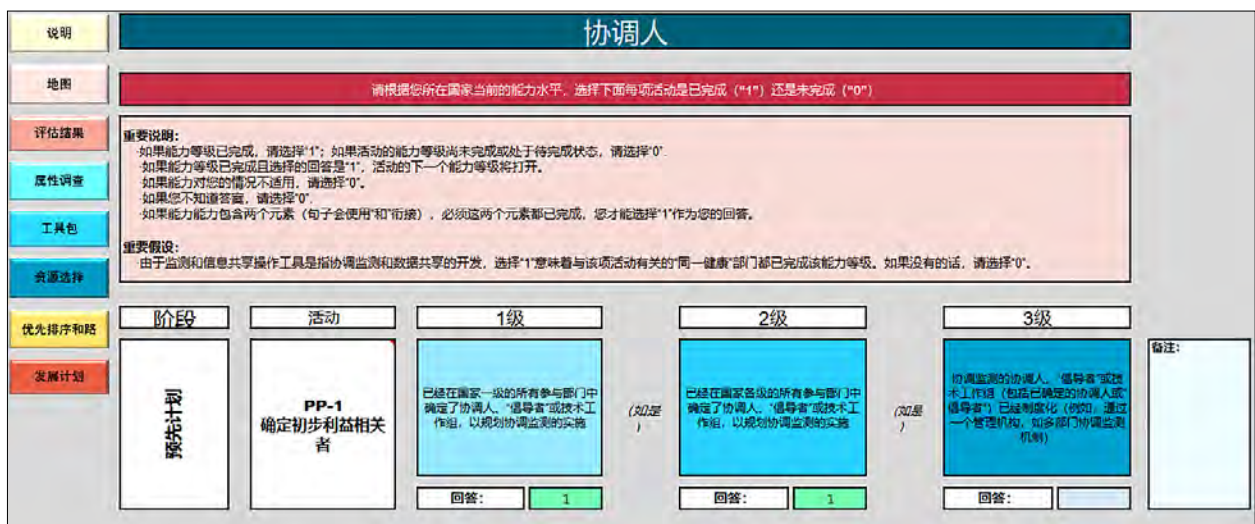 说明
地图
评估结果
属性调查
工具包
资源选择
优先排序和路
发展计划
协调人
请根据您所在国家当前的能力水平，选择下面每项活动是已完成（“1”）还是未完成（“0”）
重要说明：
·如果能力等级已完成，请选择“1”；如果活动的能力等级尚未完成或处于待完成状态，请选择“0”.
·如果能力等级已完成且选择的回答是“1”，活动的下一个能力等级将打开。
·如果能力对您的情况不适用，请选择“0”。
·如果您不知道答案，请选择“0”.
·如果能力能力包含两个元素（句子会使用“和”衔接），必须这两个元素都已完成，您才能选择“1”作为您的回答。
重要假设：
由于监测和信息共享操作工具是指协调监测和数据共享的开发，选择“1”意味着与该项活动有关的“同一健康”部门都已完成该能力等级。如果没有的话，请选择“0”。
阶段
活动
1级
2级
3级
预先计划
PP-1
确定初步利益相关
者
已经在国家一级的所有参与部门中
确定了协调人、“倡导者”或技术工
作组，以规划协调监测的实施
(如是
)
已经在国家各级的所有参与部门中
确定了协调人、“倡导者”或技术工
作组，以规划协调监测的实施
(如是
)
协调监测的协调人、“倡导者”或技
术工作组（包括已确定的协调人或“
倡导者”）已经制度化（例如，通过
一个管理机构，如多部门协调监测
机制）
备注：
回答：
1
回答：
1
回答：